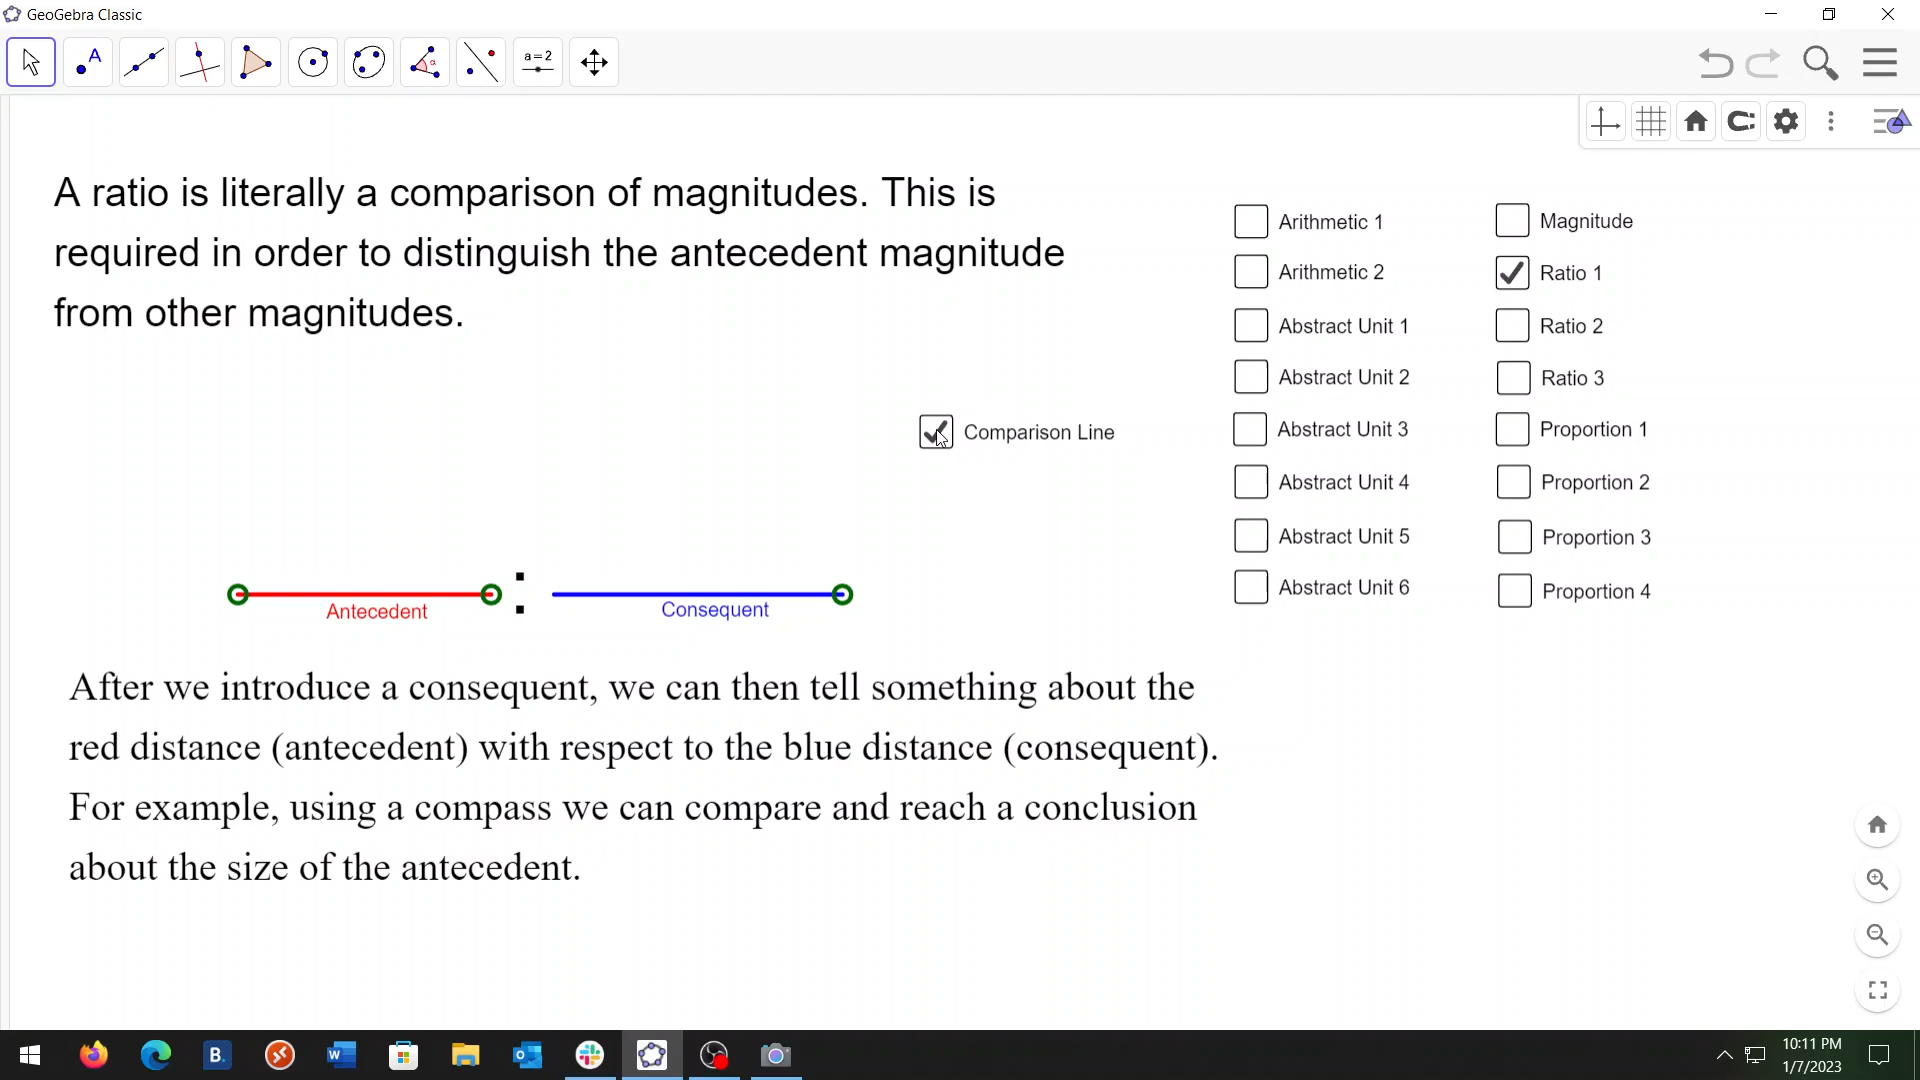 GeoGebra Classic
A
α
a=2
A ratio is literally a comparison of magnitudes. This is
required in order to distinguish the antecedent magnitude
from other magnitudes.
Arithmetic 1
Magnitude
Arithmetic 2
Ratio 1
Abstract Unit 1
Ratio 2
Abstract Unit 2
Ratio 3
Comparison Line
Abstract Unit 3
Proportion 1
Abstract Unit 4
Proportion 2
Abstract Unit 5
Proportion 3
Abstract Unit 6
Proportion 4
Antecedent
:
Consequent
After we introduce a consequent, we can then tell something about the
red distance (antecedent) with respect to the blue distance (consequent).
For example, using a compass we can compare and reach a conclusion
about the size of the antecedent.
B.
10:11 PM
1/7/2023